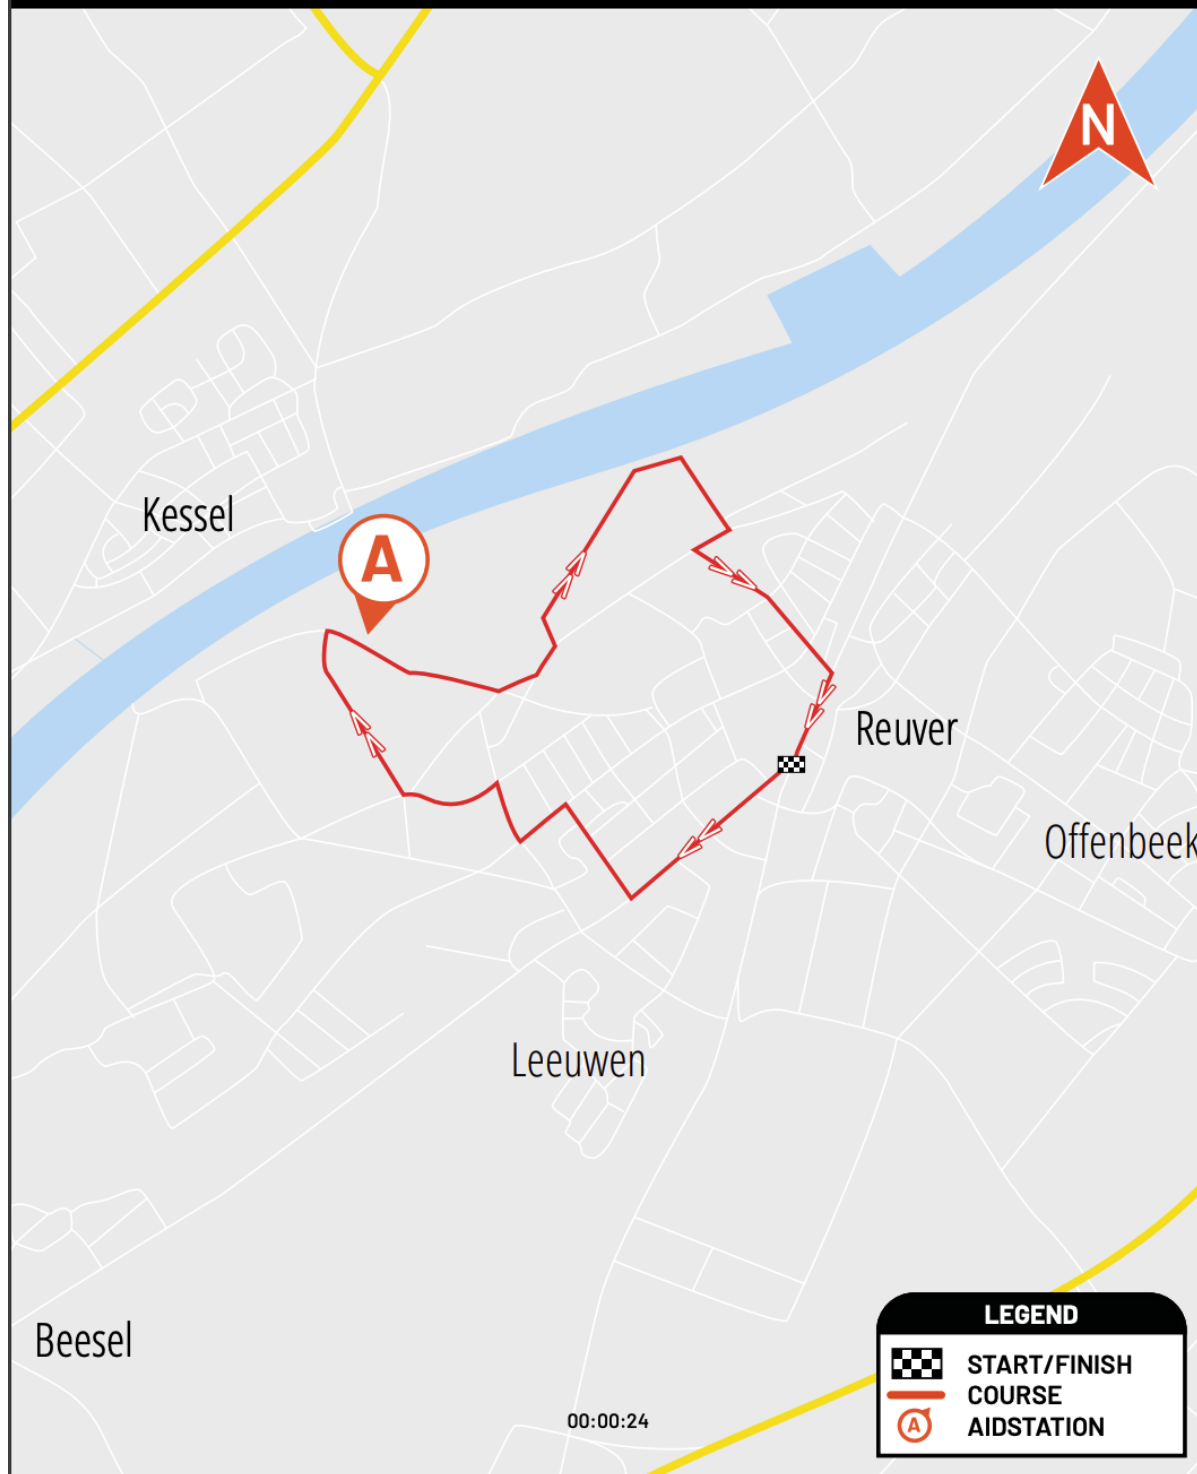 N
Kessel
A
Reuver
Offenbeek
Leeuwen
Beesel
LEGEND
START/FINISH
COURSE
A
AIDSTATION
00:00:24